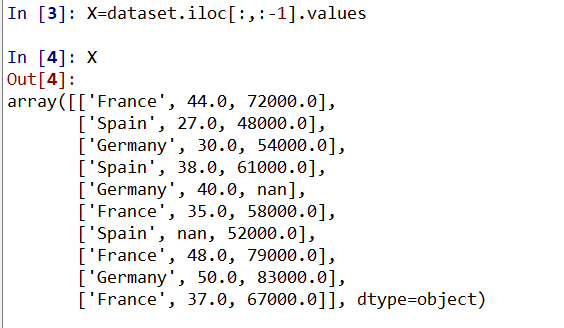 In [3]: X=dataset.iloc[:,:-1].values
In [4]: X
Out[4]:
array([['France', 44.0, 72000.0],
['Spain', 27.0, 48000.0],
['Germany', 30.0, 54000.0],
['Spain', 38.0, 61000.0],
['Germany', 40.0, nan],
['France', 35.0, 58000.0],
['Spain', nan, 52000.0],
['France', 48.0, 79000.0],
['Germany', 50.0, 83000.0],
['France', 37.0, 67000.0]], dtype=object)